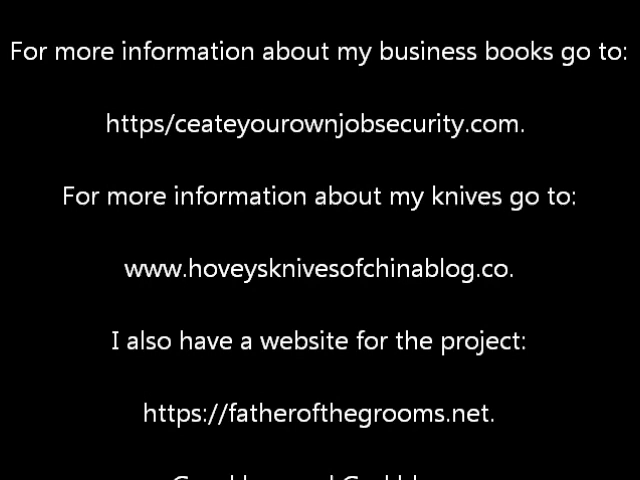 For more information about my business books go to:
https/ceateyourownjobsecurity.com.
For more information about my knives go to:
www.hoveysknivesofchinablog.co.
I also have a website for the project:
https://fatherofthegrooms.net.